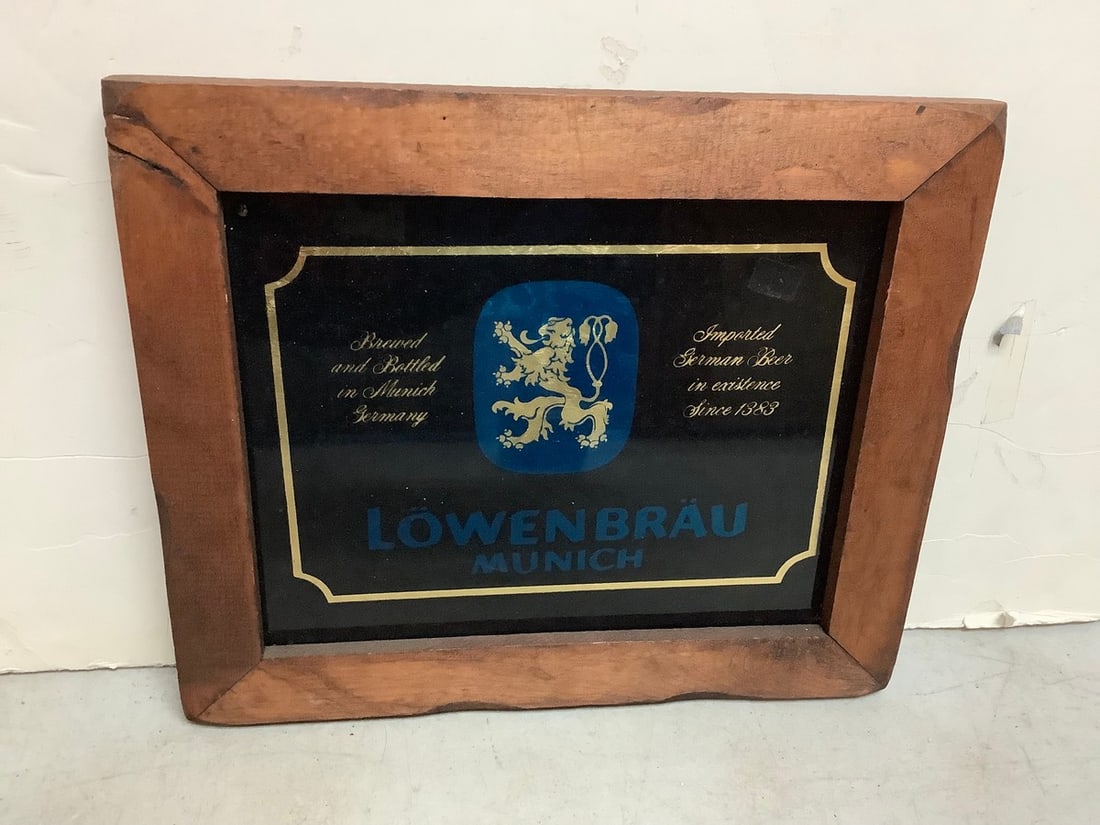 Brewed
and Bottled
in Munich
Germany
Imported
German Beer
in existence
Since 1383
LÖWENBRÄU
MUNICH